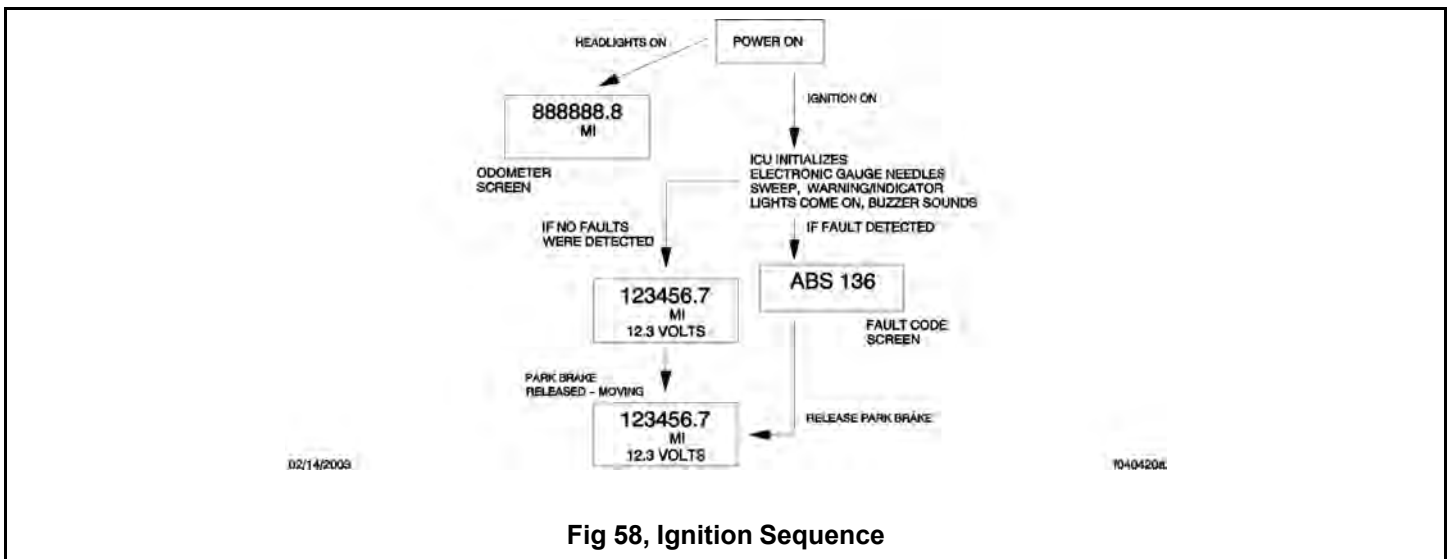 HEADLIGHTS ON
POWER ON
IGNITION ON
888888.8
MI
ODOMETER
SCREEN
ICU INITIALIZES
ELECTRONIC GAUGE NEEDLES
SWEEP, WARNING/INDICATOR
LIGHTS COME ON, BUZZER SOUNDS
IF NO FAULTS
WERE DETECTED
IF FAULT DETECTED
123456.7
MI
12.3 VOLTS
ABS 136
FAULT CODE
SCREEN
PARK BRAKE
RELEASED – MOVING
123456.7
MI
12.3 VOLTS
RELEASE PARK BRAKE
02/14/2003
f040420a
Fig 58, Ignition Sequence